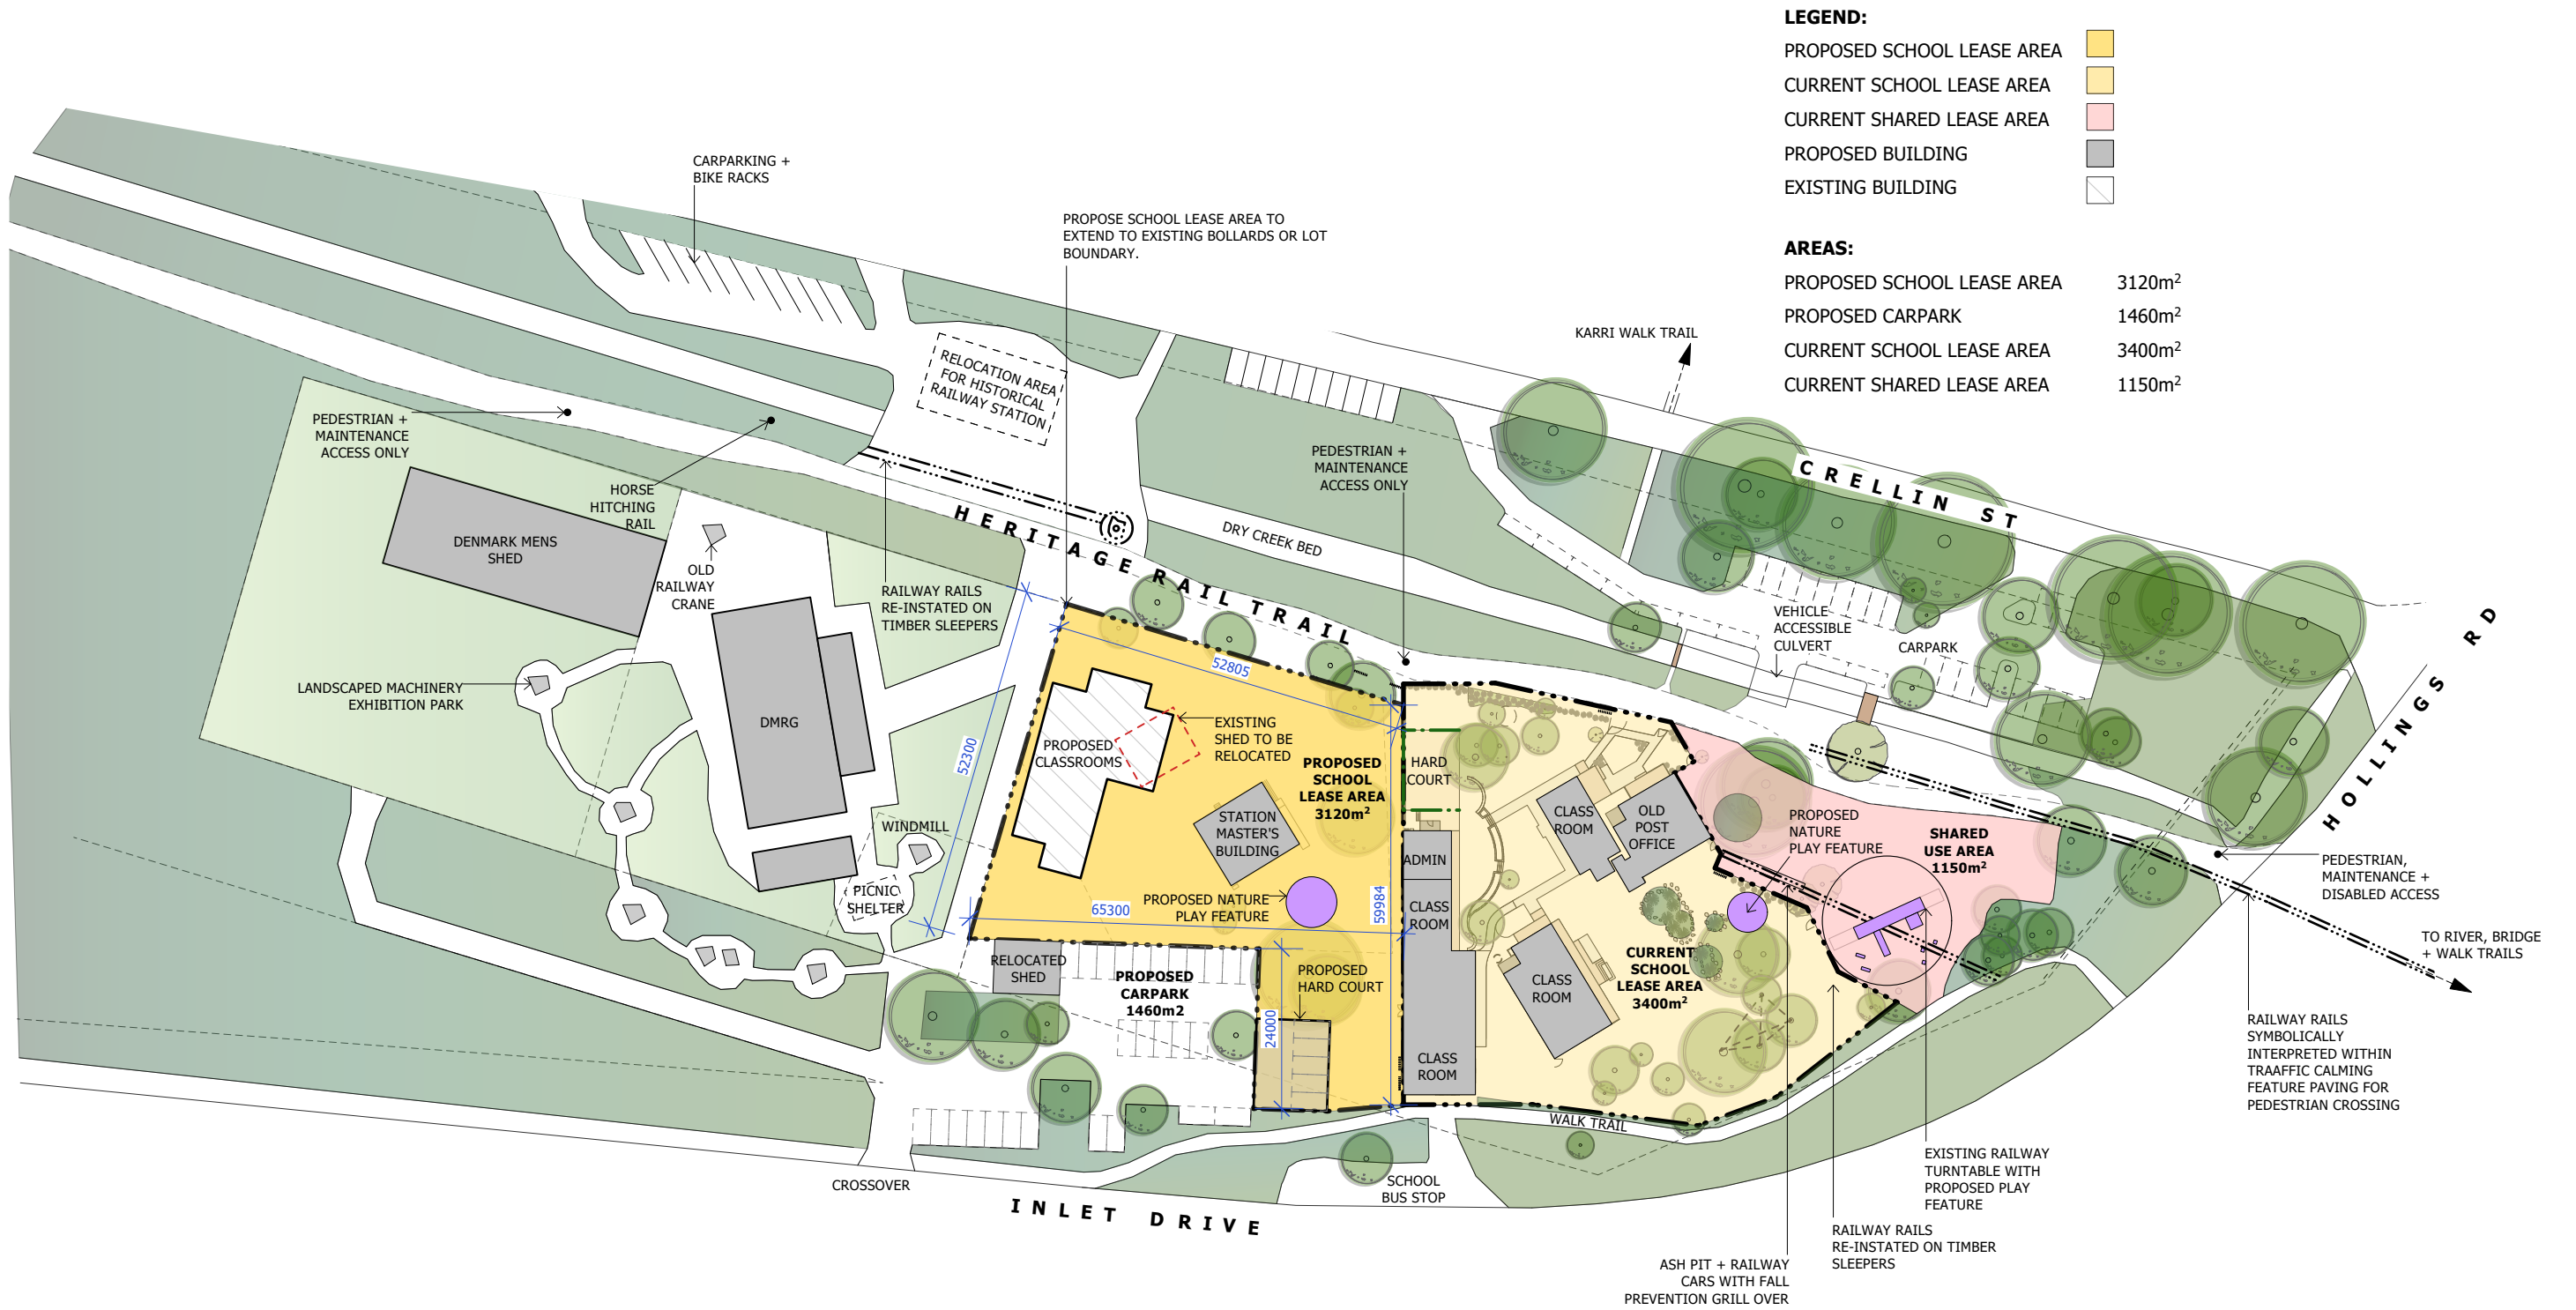 LEGEND:
PROPOSED SCHOOL LEASE AREA
CURRENT SCHOOL LEASE AREA
CURRENT SHARED LEASE AREA
PROPOSED BUILDING
EXISTING BUILDING
AREAS:
PROPOSED SCHOOL LEASE AREA 3120m²
PROPOSED CARPARK 1460m²
CURRENT SCHOOL LEASE AREA 3400m²
CURRENT SHARED LEASE AREA 1150m²
CARPARKING +
BIKE RACKS
PROPOSE SCHOOL LEASE AREA TO
EXTEND TO EXISTING BOLLARDS OR LOT
BOUNDARY.
KARRI WALK TRAIL
RELOCATION AREA
FOR HISTORICAL
RAILWAY STATION
PEDESTRIAN +
MAINTENANCE
ACCESS ONLY
HORSE
HITCHING
RAIL
PEDESTRIAN +
MAINTENANCE
ACCESS ONLY
CRELLIN ST
HERITAGE RAIL TRAIL
DRY CREEK BED
DENMARK MENS
SHED
OLD
RAILWAY
CRANE
RAILWAY RAILS
RE-INSTATED ON
TIMBER SLEEPERS
VEHICLE
ACCESSIBLE
CULVERT
CARPARK
HOLLINGS RD
52805
52300
LANDSCAPED MACHINERY
EXHIBITION PARK
DMRG
PROPOSED
CLASSROOMS
EXISTING
SHED TO BE
RELOCATED
PROPOSED
SCHOOL
LEASE AREA
3120m²
HARD
COURT
STATION
MASTER'S
BUILDING
CLASS
ROOM
OLD
POST
OFFICE
PROPOSED
NATURE
PLAY FEATURE
SHARED
USE AREA
1150m²
WINDMILL
PICNIC
SHELTER
ADMIN
CLASS
ROOM
PROPOSED NATURE
PLAY FEATURE
65300
59984
PEDESTRIAN,
MAINTENANCE +
DISABLED ACCESS
TO RIVER, BRIDGE
+ WALK TRAILS
RELOCATED
SHED
PROPOSED
CARPARK
1460m2
PROPOSED
HARD COURT
24000
CLASS
ROOM
CURRENT
SCHOOL
LEASE AREA
3400m²
CLASS
ROOM
RAILWAY RAILS
SYMBOLICALLY
INTERPRETED WITHIN
TRAAFFIC CALMING
FEATURE PAVING FOR
PEDESTRIAN CROSSING
WALK TRAIL
CROSSOVER
SCHOOL
BUS STOP
INLET DRIVE
EXISTING RAILWAY
TURNTABLE WITH
PROPOSED PLAY
FEATURE
RAILWAY RAILS
RE-INSTATED ON TIMBER
SLEEPERS
ASH PIT + RAILWAY
CARS WITH FALL
PREVENTION GRILL OVER